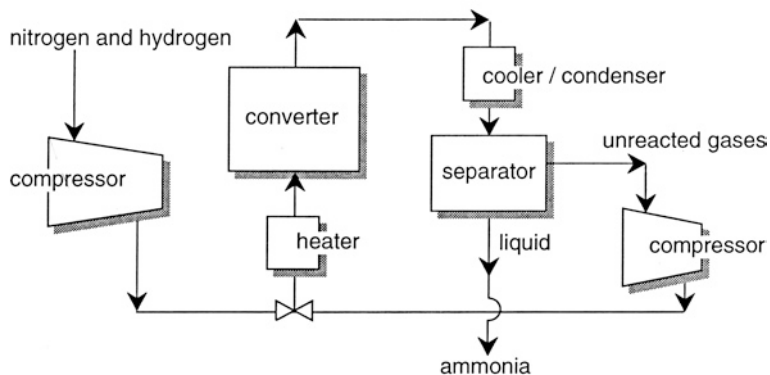 nitrogen and hydrogen
compressor
converter
heater
cooler / condenser
separator
unreacted gases
compressor
liquid
ammonia